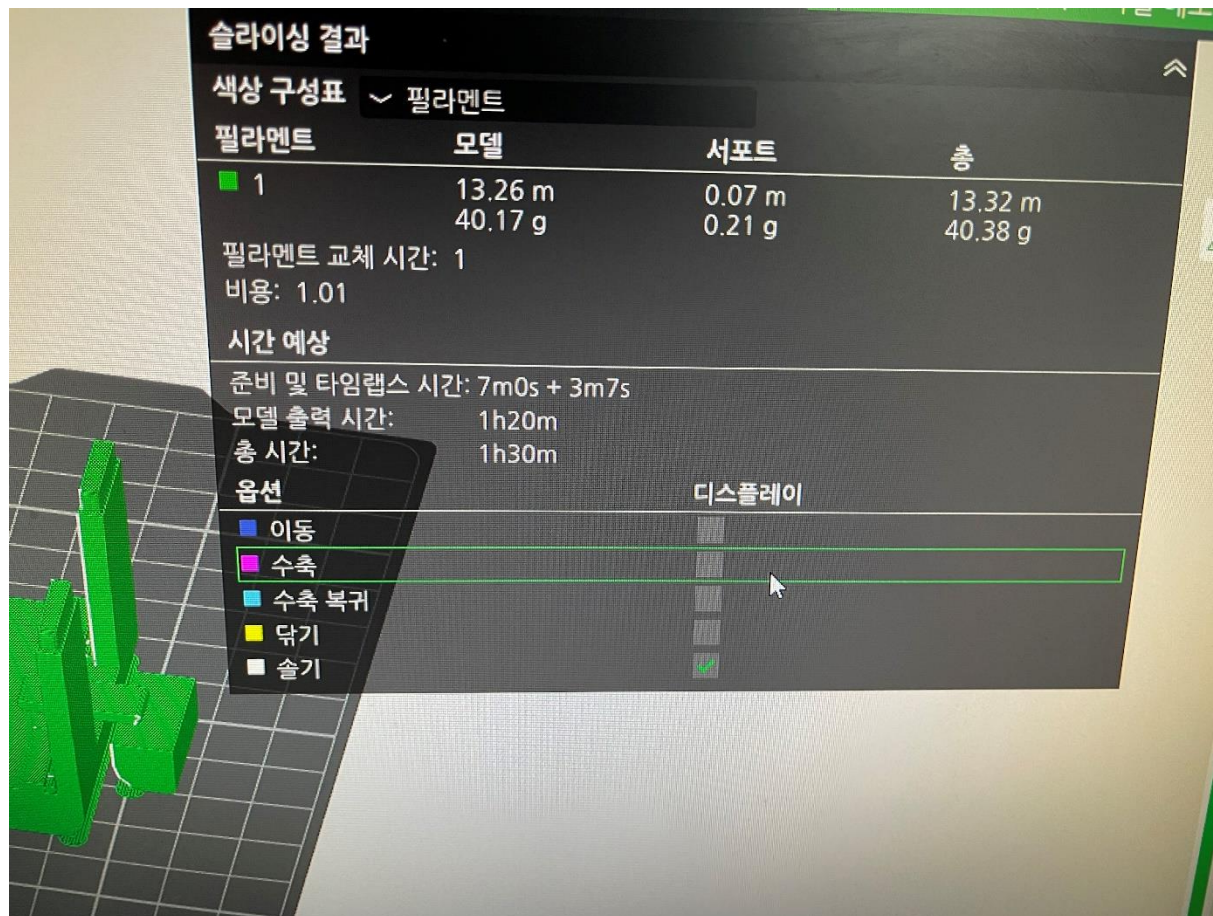 슬라이싱 결과
색상 구성표 필라멘트
필라멘트 모델 서포트 총
1 13.26 m 0.07 m 13.32 m
40.17 g 0.21 g 40.38 g
필라멘트 교체 시간: 1
비용: 1.01
시간 예상
준비 및 타임랩스 시간: 7m0s + 3m7s
모델 출력 시간: 1h20m
총 시간: 1h30m
옵션 디스플레이
이동
수축
수축 복귀
닦기
솔기